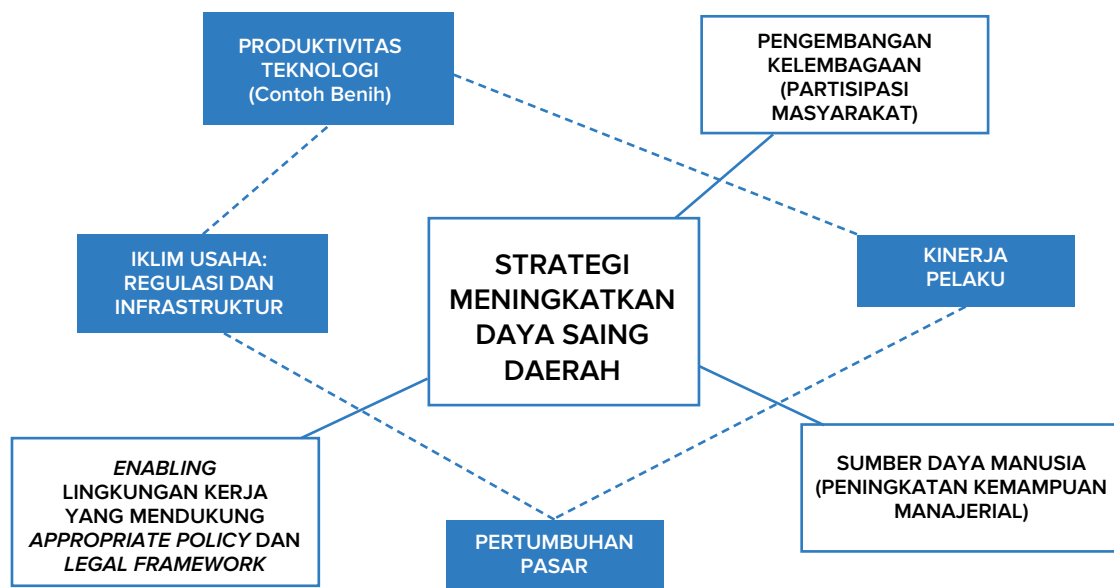 PRODUKTIVITAS
TEKNOLOGI
(Contoh Benih)
PENGEMBANGAN
KELEMBAGAAN
(PARTISIPASI
MASYARAKAT)
IKLIM USAHA:
REGULASI DAN
INFRASTRUKTUR
STRATEGI
MENINGKATKAN
DAYA SAING
DAERAH
KINERJA
PELAKU
ENABLING
LINGKUNGAN KERJA
YANG MENDUKUNG
APPROPRIATE POLICY DAN
LEGAL FRAMEWORK
PERTUMBUHAN
PASAR
SUMBER DAYA MANUSIA
(PENINGKATAN KEMAMPUAN
MANAJERIAL)